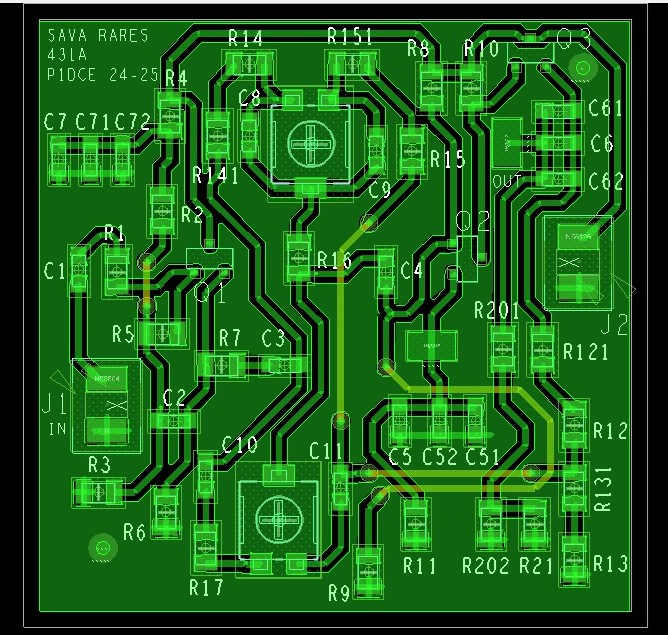 SAVA RARES
431A
P1DCE 24-25
R14 R151 R8 R10 Q3
R4
C8
C61
C7 C71 C72
C6
R15
R141 OUT C62
C9
R2
Q2
R1
R16
C1 C4
Q1
R201
J2
R5
R7 C3 R121
J1
IN
C2
R12
C10 C11 C5 C52 C51
R3
R131
R6
R17 R9 R11 R202 R21 R13